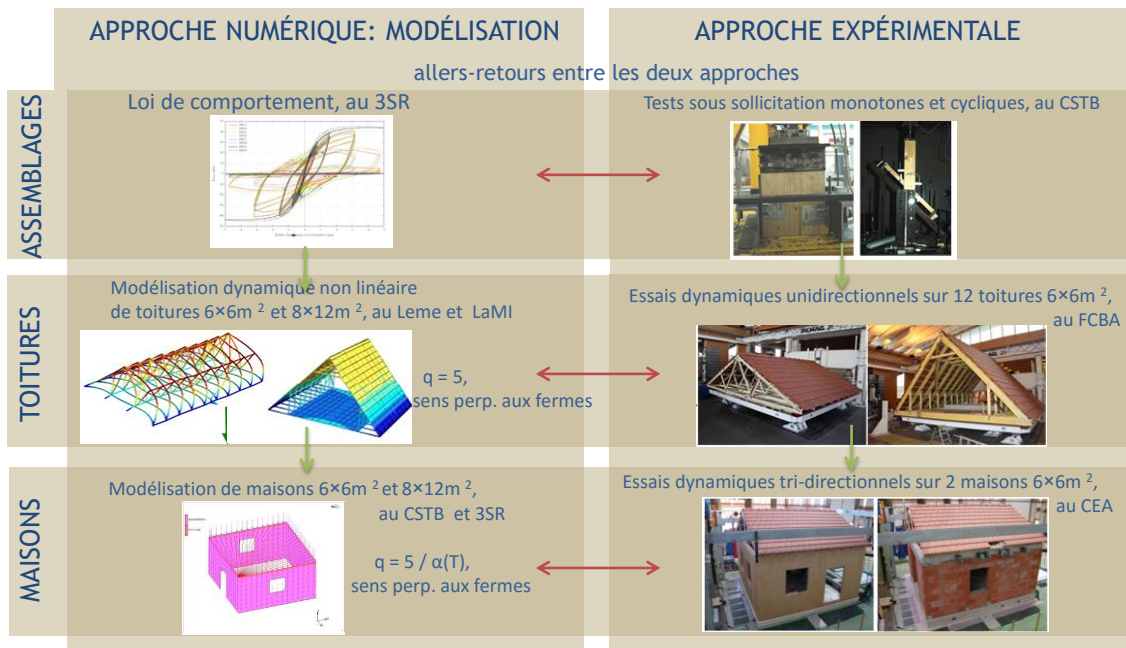 APPROCHE NUMÉRIQUE: MODÉLISATION
APPROCHE EXPÉRIMENTALE
allers-retours entre les deux approches
ASSEMBLAGES
Loi de comportement, au 3SR
Tests sous sollicitation monotones et cycliques, au CSTB
TOITURES
Modélisation dynamique non linéaire
de toitures 6×6m ² et 8×12m ², au Leme et LaMI
q = 5,
sens perp. aux fermes
Essais dynamiques unidirectionnels sur 12 toitures 6×6m ²,
au FCBA
DEMAG
MAISONS
Modélisation de maisons 6×6m ² et 8×12m ²,
au CSTB et 3SR
q = 5 / α(T),
sens perp. aux fermes
Essais dynamiques tri-directionnels sur 2 maisons 6×6m ²,
au CEA